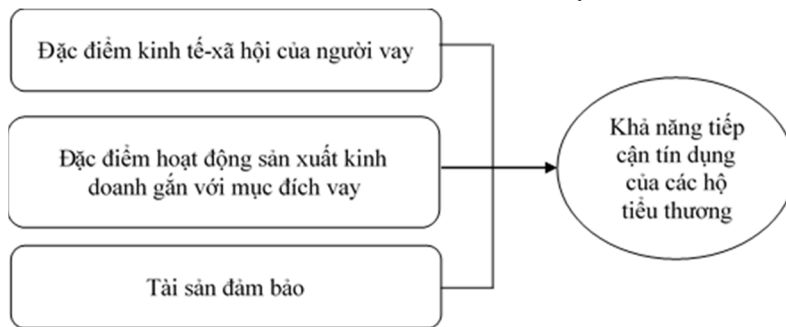 Đặc điểm kinh tế-xã hội của người vay
Đặc điểm hoạt động sản xuất kinh
doanh gắn với mục đích vay
Tài sản đảm bảo
Khả năng tiếp
cận tín dụng
của các hộ
tiểu thương